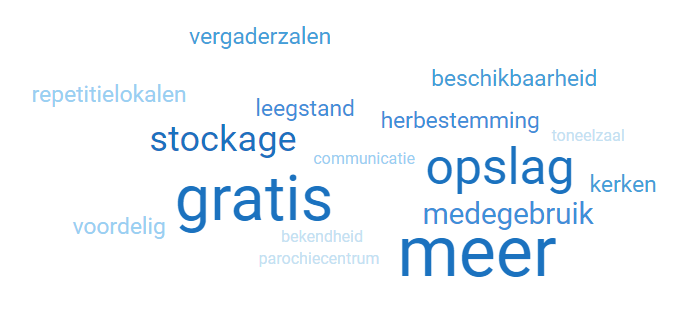 vergaderzalen
beschikbaarheid
repetitielokalen
leegstand
herbestemming
toneelzaal
stockage
communicatie
opslag
kerken
gratis
medegebruik
voordelig
bekendheid
meer
parochiecentrum